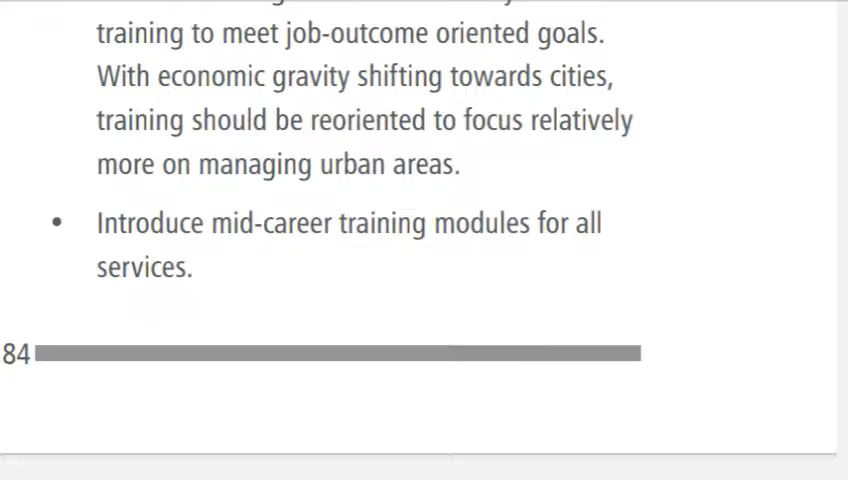 training to meet job-outcome oriented goals.
With economic gravity shifting towards cities,
training should be reoriented to focus relatively
more on managing urban areas.
• Introduce mid-career training modules for all
services.
84